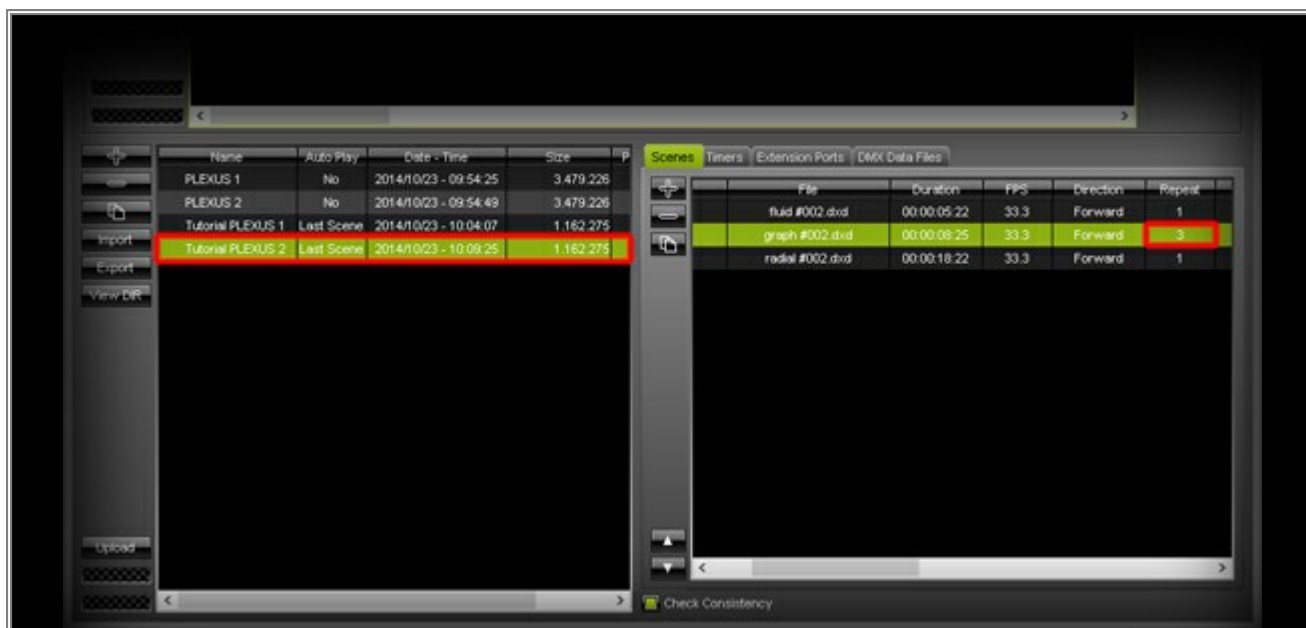 Name Auto Play Date - Time Size P
PLEXUS 1 No 2014/10/23 - 09:54:25 3.479.226
PLEXUS 2 No 2014/10/23 - 09:54:49 3.479.226
Tutorial PLEXUS 1 Last Scene 2014/10/23 - 10:04:07 1.162.275
Tutorial PLEXUS 2 Last Scene 2014/10/23 - 10:09:25 1.162.275
Import
Export
View DIR
Upload
Scenes Timers Extension Ports DMX Data Files
File Duration FPS Direction Repeat
fluid #002.dxd 00:00:05:22 33.3 Forward 1
graph #002.dxd 00:00:08:25 33.3 Forward 3
radial #002.dxd 00:00:18:22 33.3 Forward 1
Check Consistency